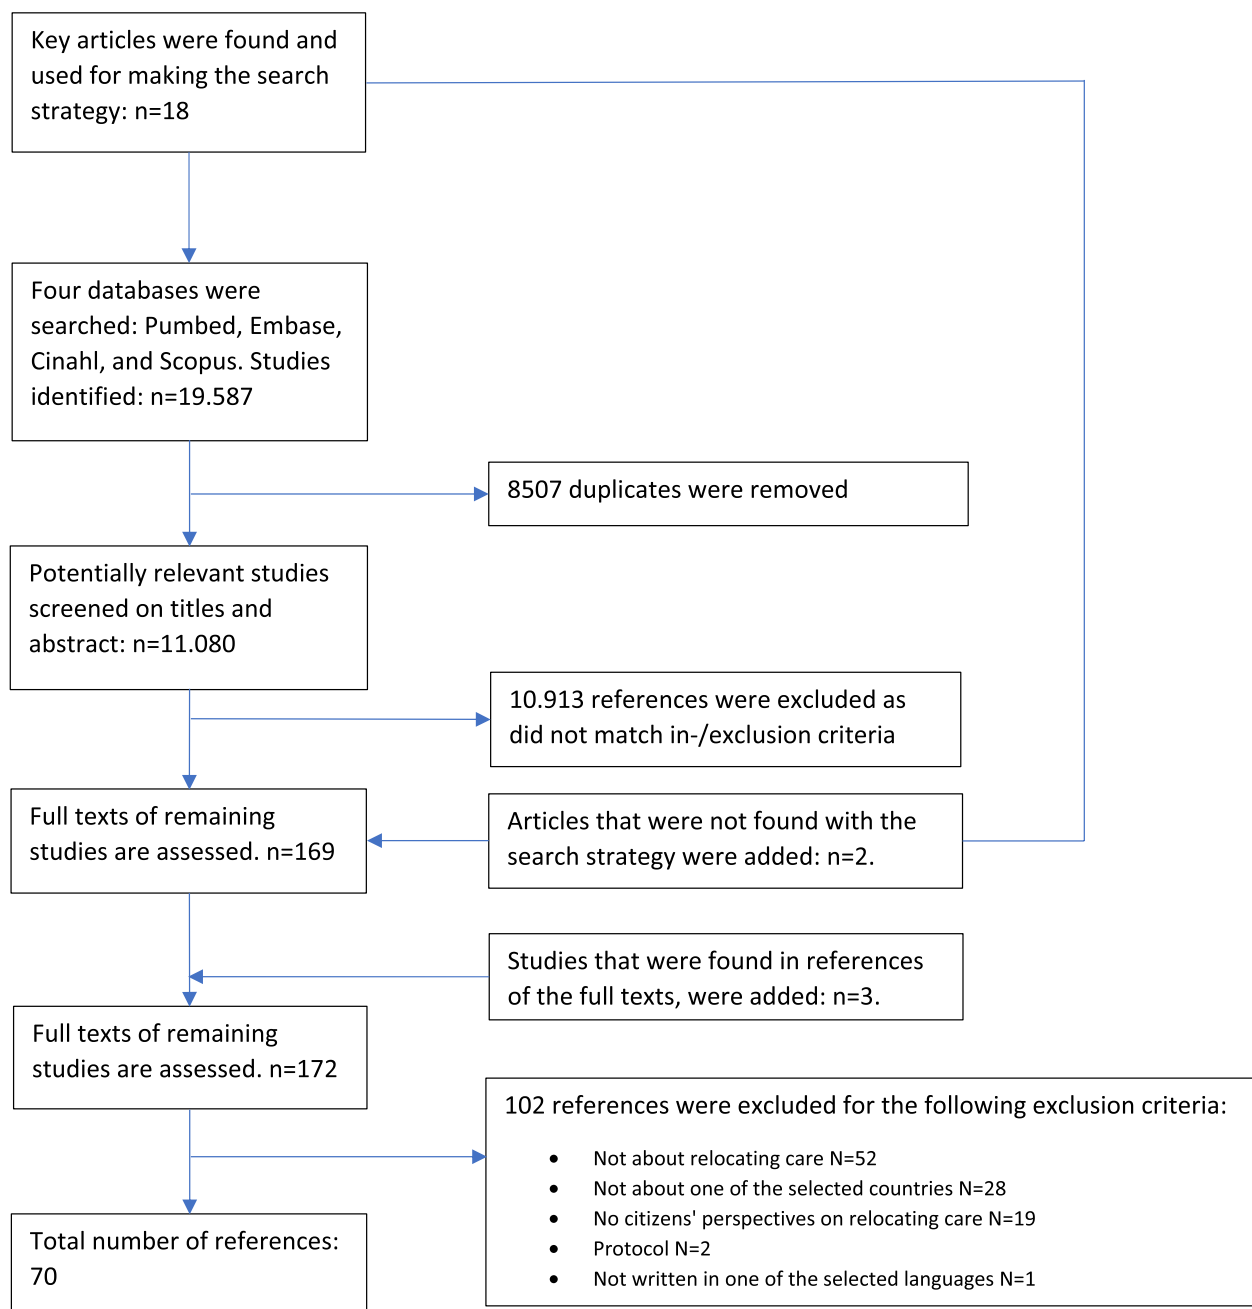 Key articles were found and
used for making the search
strategy: n=18
Four databases were
searched: Pumbed, Embase,
Cinahl, and Scopus. Studies
identified: n=19.587
8507 duplicates were removed
Potentially relevant studies
screened on titles and
abstract: n=11.080
10.913 references were excluded as
did not match in-/exclusion criteria
Full texts of remaining
studies are assessed. n=169
Articles that were not found with the
search strategy were added: n=2.
Studies that were found in references
of the full texts, were added: n=3.
Full texts of remaining
studies are assessed. n=172
102 references were excluded for the following exclusion criteria:
• Not about relocating care N=52
• Not about one of the selected countries N=28
• No citizens' perspectives on relocating care N=19
• Protocol N=2
• Not written in one of the selected languages N=1
Total number of references:
70